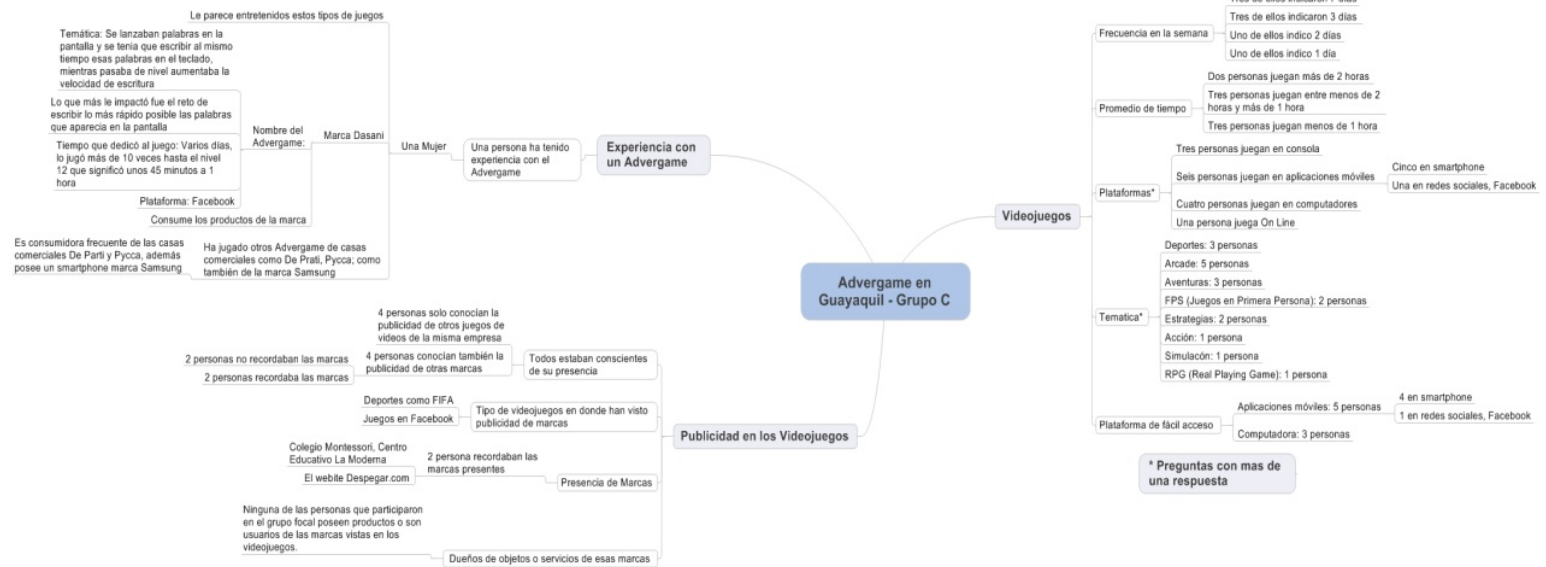 Advergame en
Guayaquil - Grupo C
Experiencia con
un Advergame
Una persona ha tenido
experiencia con el
Advergame
Una Mujer
Le parece entretenidos estos tipos de juegos
Marca Dasani
Nombre del
Advergame:
Temática: Se lanzaban palabras en la
pantalla y se tenia que escribir al mismo
tiempo esas palabras en el teclado,
mientras pasaba de nivel aumentaba la
velocidad de escritura
Lo que más le impactó fue el reto de
escribir lo más rápido posible las palabras
que aparecia en la pantalla
Tiempo que dedicó al juego: Varios días,
lo jugó más de 10 veces hasta el nivel
12 que significó unos 45 minutos a 1
hora
Plataforma: Facebook
Consume los productos de la marca
Ha jugado otros Advergame de casas
comerciales como De Prati, Pycca; como
también de la marca Samsung
Es consumidora frecuente de las casas
comerciales De Parti y Pycca, además
posee un smartphone marca Samsung
Publicidad en los Videojuegos
Todos estaban conscientes
de su presencia
4 personas solo conocían la
publicidad de otros juegos de
videos de la misma empresa
4 personas conocian también la
publicidad de otras marcas
2 personas no recordaban las marcas
2 personas recordaba las marcas
Tipo de videojuegos en donde han visto
publicidad de marcas
Deportes como FIFA
Juegos en Facebook
Presencia de Marcas
2 persona recordaban las
marcas presentes
Colegio Montessori, Centro
Educativo La Moderna
El webite Despegar.com
Dueños de objetos o servicios de esas marcas
Ninguna de las personas que participaron
en el grupo focal poseen productos o son
usuarios de las marcas vistas en los
videojuegos.
Videojuegos
Frecuencia en la semana
Tres de ellos indicaron 3 días
Uno de ellos indico 2 días
Uno de ellos indico 1 día
Promedio de tiempo
Dos personas juegan más de 2 horas
Tres personas juegan entre menos de 2
horas y más de 1 hora
Tres personas juegan menos de 1 hora
Plataformas*
Tres personas juegan en consola
Seis personas juegan en aplicaciones móviles
Cinco en smartphone
Una en redes sociales, Facebook
Cuatro personas juegan en computadores
Una persona juega On Line
Tematica*
Deportes: 3 personas
Arcade: 5 personas
Aventuras: 3 personas
FPS (Juegos en Primera Persona): 2 personas
Estrategias: 2 personas
Acción: 1 persona
Simulacón: 1 persona
RPG (Real Playing Game): 1 persona
Plataforma de fácil acceso
Aplicaciones móviles: 5 personas
4 en smartphone
1 en redes sociales, Facebook
Computadora: 3 personas
* Preguntas con mas de
una respuesta